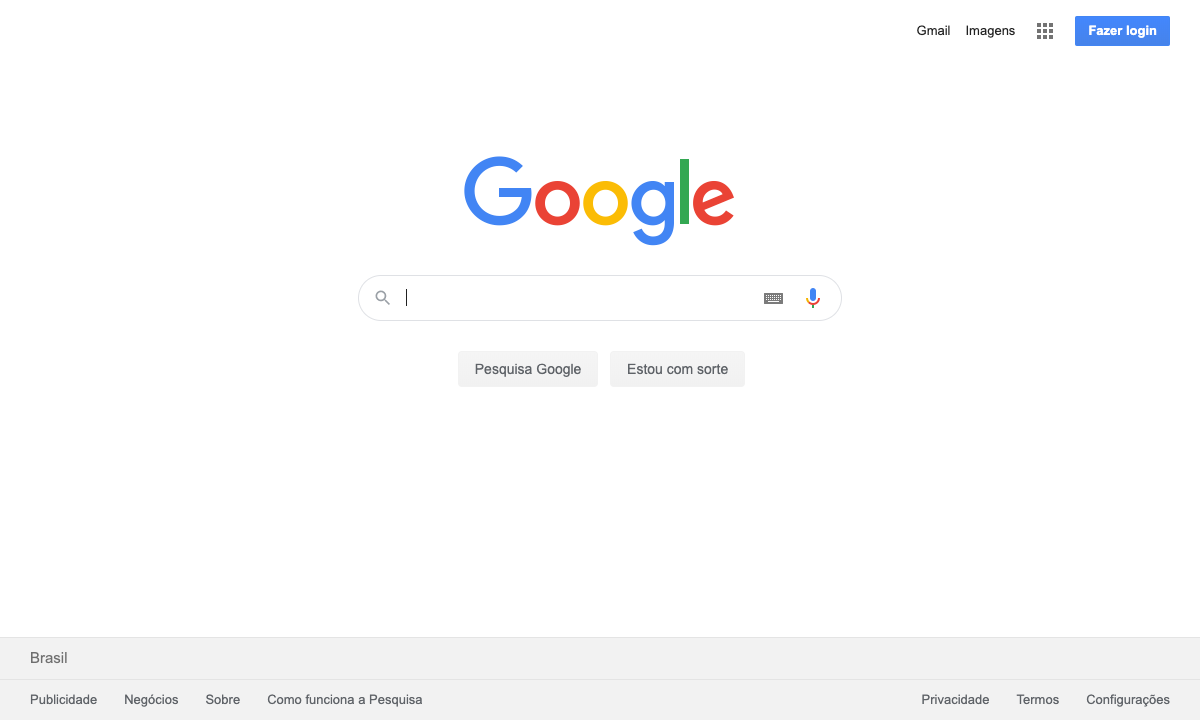 Gmail Imagens Fazer login
Google
Pesquisa Google Estou com sorte
Brasil
Publicidade Negócios Sobre Como funciona a Pesquisa Privacidade Termos Configurações